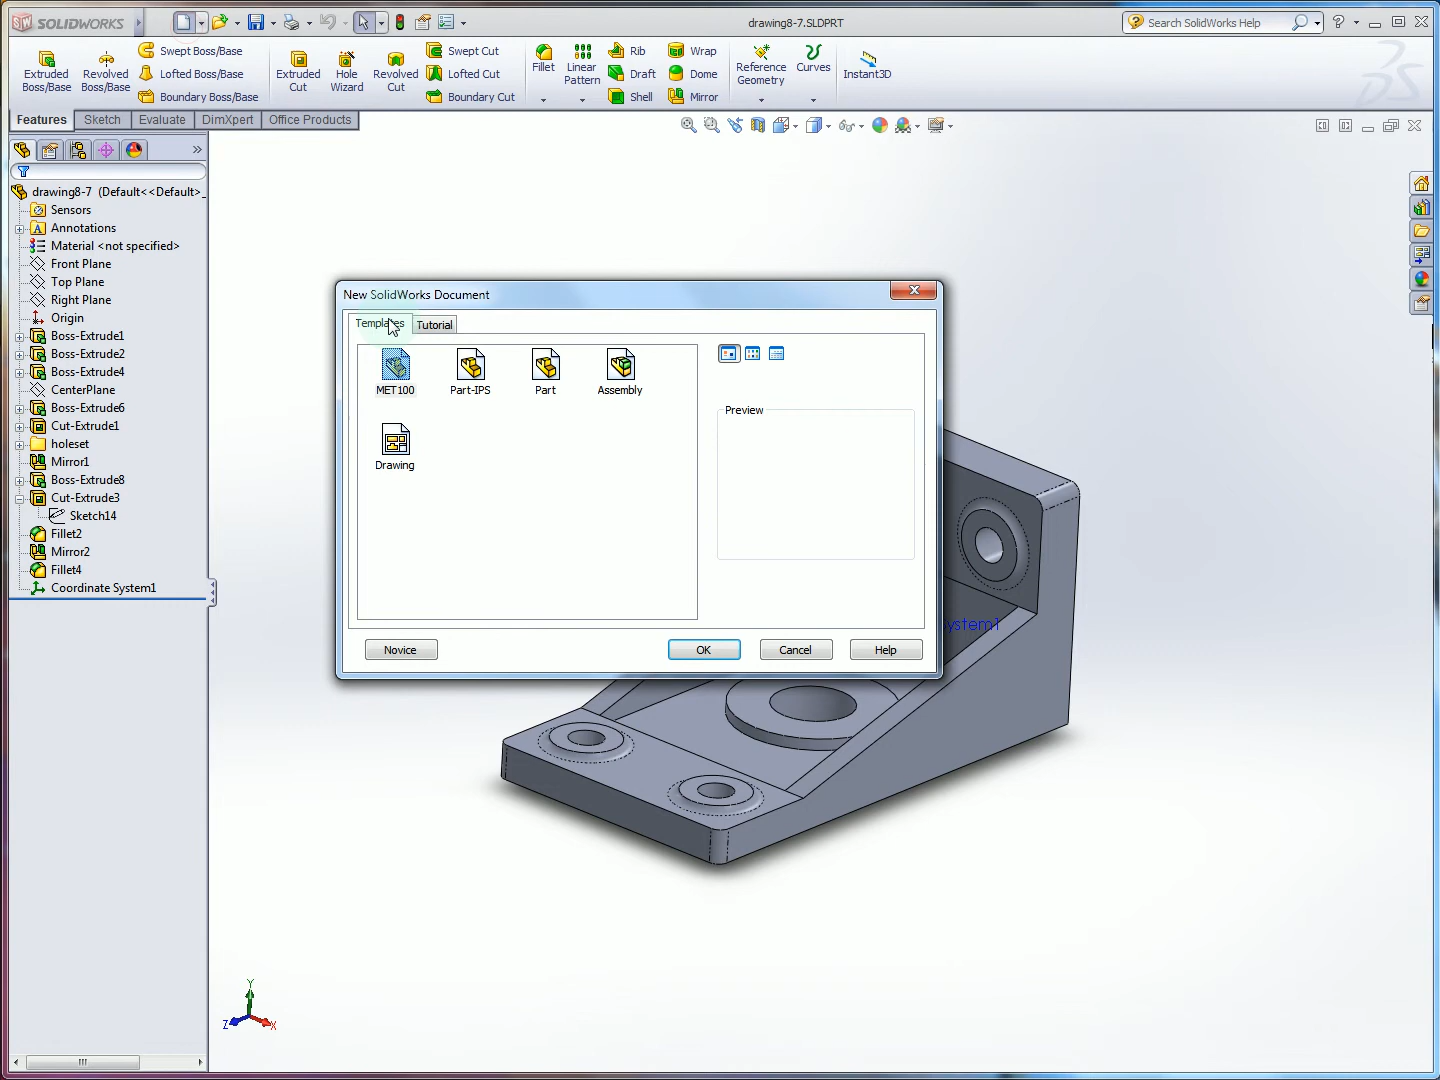 SOLIDWORKS
drawing8-7.SLDPRT
Search SolidWorks Help
Extruded Boss/Base
Revolved Boss/Base
Swept Boss/Base
Lofted Boss/Base
Boundary Boss/Base
Extruded Cut
Hole Wizard
Revolved Cut
Swept Cut
Lofted Cut
Boundary Cut
Fillet
Linear Pattern
Rib
Draft
Shell
Wrap
Dome
Mirror
Reference Geometry
Curves
Instant3D
Features
Sketch
Evaluate
DimXpert
Office Products
drawing8-7 (Default<<Default>_
Sensors
Annotations
Material <not specified>
Front Plane
Top Plane
Right Plane
Origin
Boss-Extrude1
Boss-Extrude2
Boss-Extrude4
CenterPlane
Boss-Extrude6
Cut-Extrude1
holeset
Mirror1
Boss-Extrude8
Cut-Extrude3
Sketch14
Fillet2
Mirror2
Fillet4
Coordinate System1
New SolidWorks Document
Templates
Tutorial
MET100
Part-IPS
Part
Assembly
Drawing
Preview
Novice
OK
Cancel
Help
ystem1
Y
Z
X